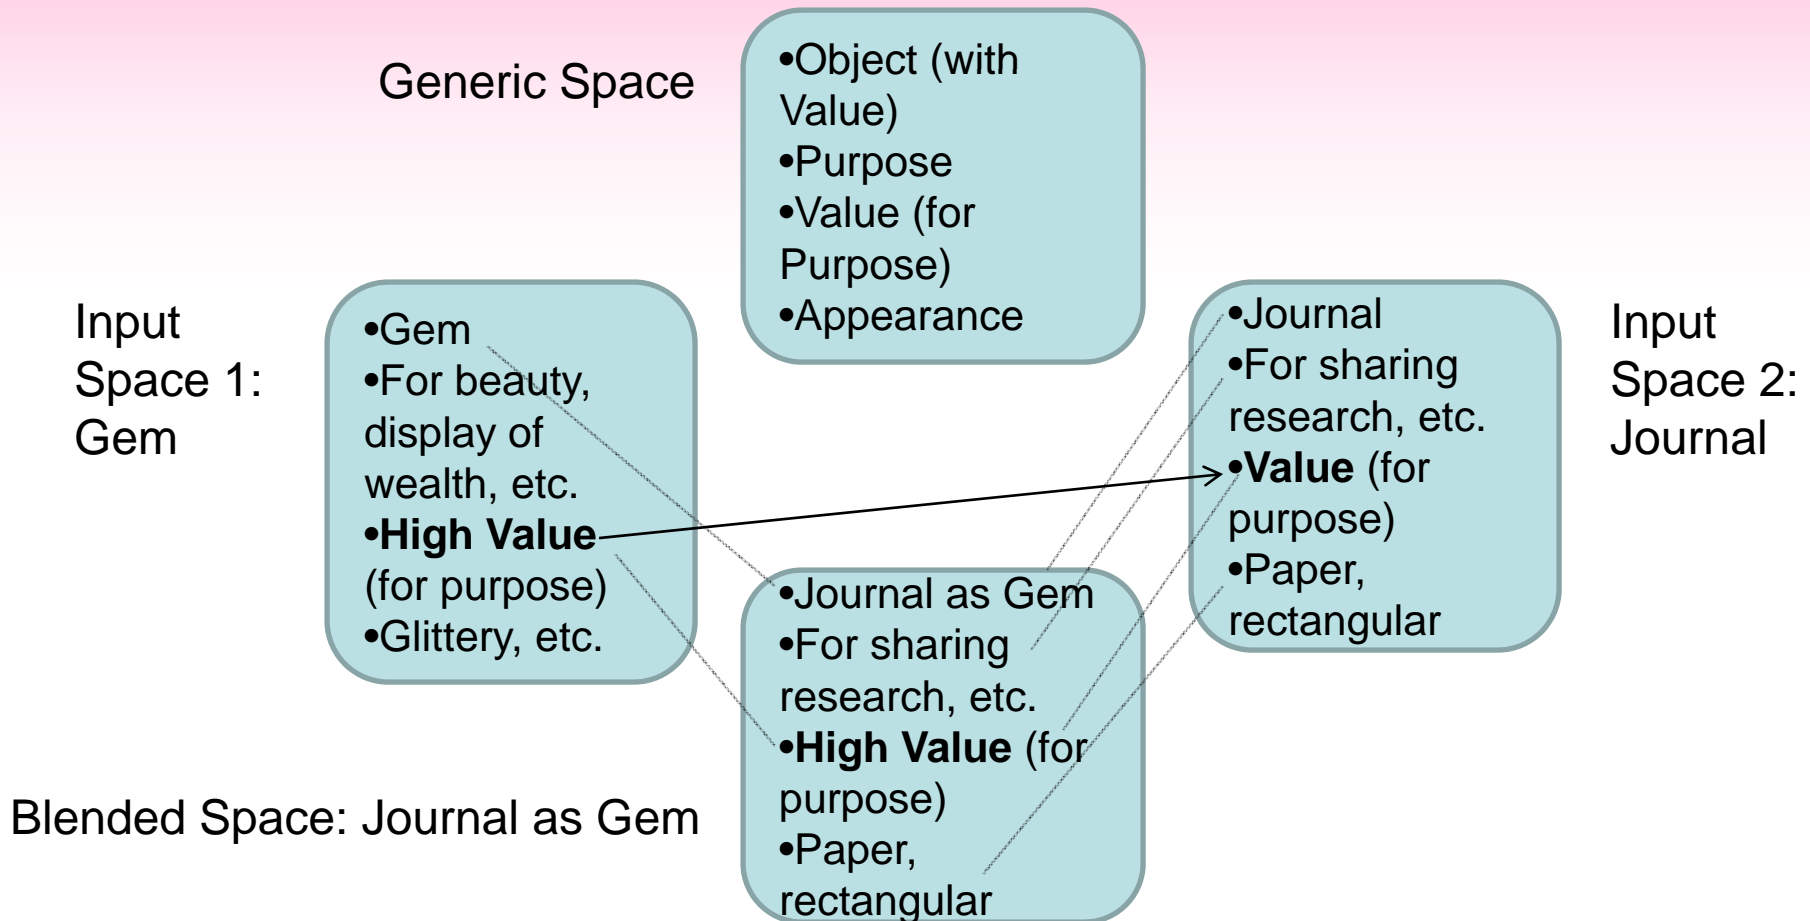 Generic Space
•Object (with
Value)
•Purpose
•Value (for
Purpose)
•Appearance
Input
Space 1:
Gem
•Gem
•For beauty,
display of
wealth, etc.
•High Value
(for purpose)
•Glittery, etc.
•Journal
•For sharing
research, etc.
•Value (for
purpose)
•Paper,
rectangular
Input
Space 2:
Journal
Blended Space: Journal as Gem
•Journal as Gem
•For sharing
research, etc.
•High Value (for
purpose)
•Paper,
rectangular